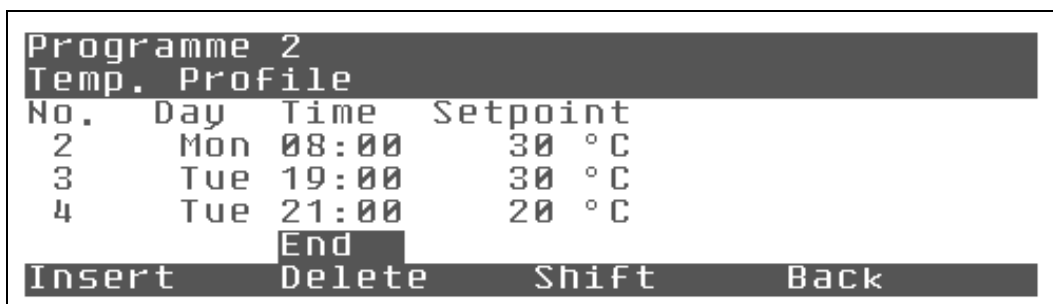 Programme 2
Temp. Profile
No. Day Time Setpoint
2 Mon 08:00 30 °C
3 Tue 19:00 30 °C
4 Tue 21:00 20 °C
End
Insert Delete Shift Back